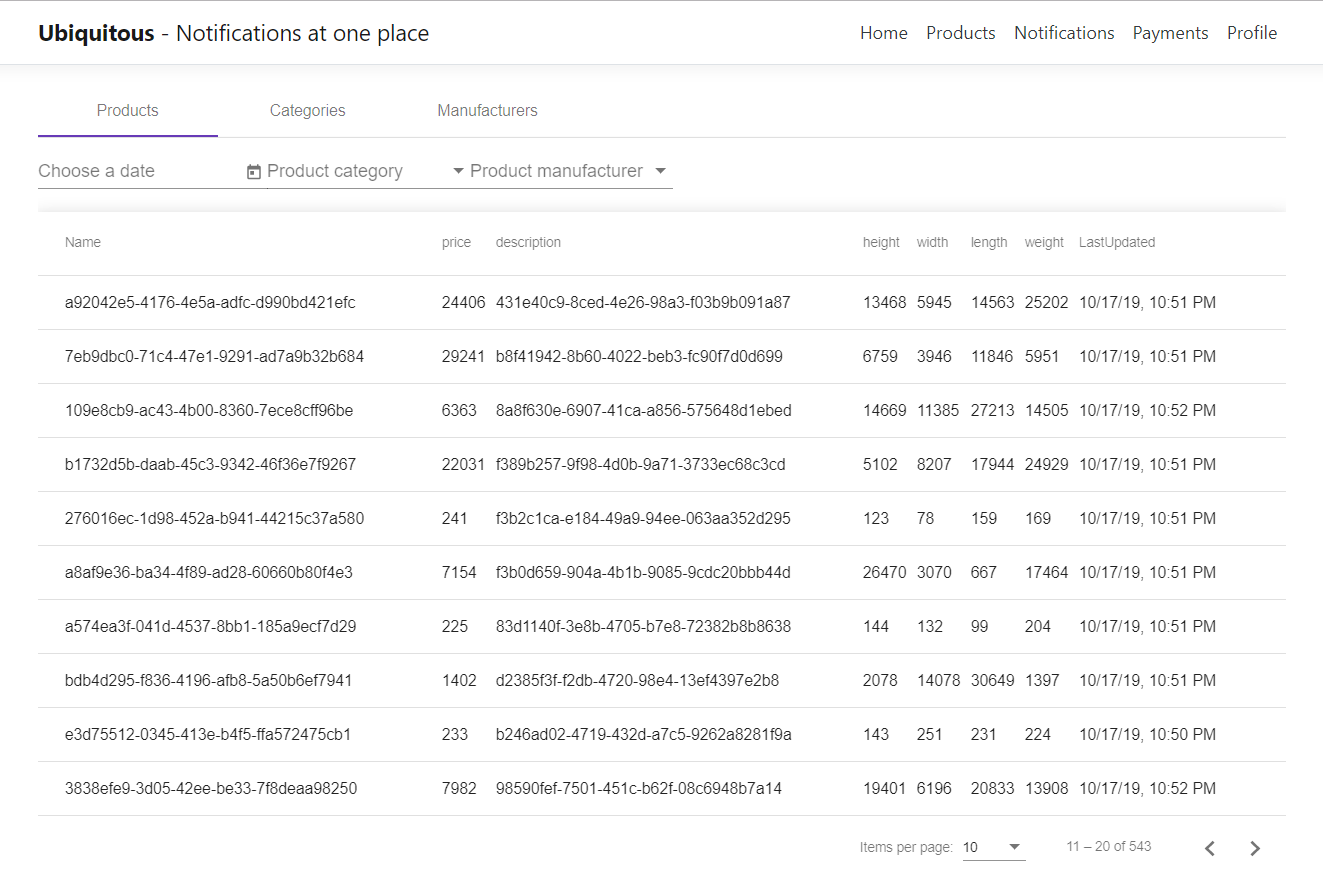 Ubiquitous - Notifications at one place Home Products Notifications Payments Profile
Products Categories Manufacturers
Choose a date Product category Product manufacturer
Name price description height width length weight LastUpdated
a92042e5-4176-4e5a-adfc-d990bd421efc 24406 431e40c9-8ced-4e26-98a3-f03b9b091a87 13468 5945 14563 25202 10/17/19, 10:51 PM
7eb9dbc0-71c4-47e1-9291-ad7a9b32b684 29241 b8f41942-8b60-4022-beb3-fc90f7d0d699 6759 3946 11846 5951 10/17/19, 10:51 PM
109e8cb9-ac43-4b00-8360-7ece8cff96be 6363 8a8f630e-6907-41ca-a856-575648d1ebed 14669 11385 27213 14505 10/17/19, 10:52 PM
b1732d5b-daab-45c3-9342-46f36e7f9267 22031 f389b257-9f98-4d0b-9a71-3733ec68c3cd 5102 8207 17944 24929 10/17/19, 10:51 PM
276016ec-1d98-452a-b941-44215c37a580 241 f3b2c1ca-e184-49a9-94ee-063aa352d295 123 78 159 169 10/17/19, 10:51 PM
a8af9e36-ba34-4f89-ad28-60660b80f4e3 7154 f3b0d659-904a-4b1b-9085-9cdc20bbb44d 26470 3070 667 17464 10/17/19, 10:51 PM
a574ea3f-041d-4537-8bb1-185a9ecf7d29 225 83d1140f-3e8b-4705-b7e8-72382b8b8638 144 132 99 204 10/17/19, 10:51 PM
bdb4d295-f836-4196-afb8-5a50b6ef7941 1402 d2385f3f-f2db-4720-98e4-13ef4397e2b8 2078 14078 30649 1397 10/17/19, 10:51 PM
e3d75512-0345-413e-b4f5-ffa572475cb1 233 b246ad02-4719-432d-a7c5-9262a8281f9a 143 251 231 224 10/17/19, 10:50 PM
3838efe9-3d05-42ee-be33-7f8deaa98250 7982 98590fef-7501-451c-b62f-08c6948b7a14 19401 6196 20833 13908 10/17/19, 10:52 PM
Items per page: 10 11 – 20 of 543